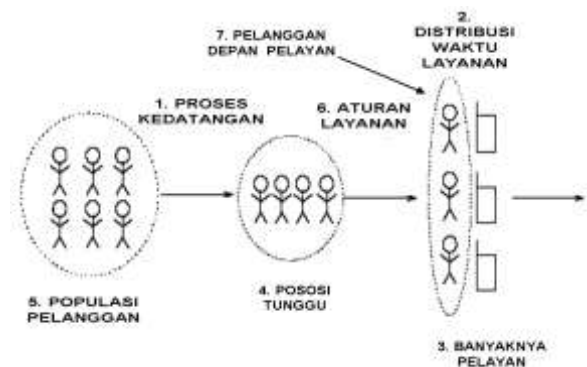 7. PELANGGAN
DEPAN PELAYAN
2.
DISTRIBUSI
WAKTU
LAYANAN
1. PROSES
KEDATANGAN
6. ATURAN
LAYANAN
5. POPULASI
PELANGGAN
4. POSOSI
TUNGGU
3. BANYAKNYA
PELAYAN